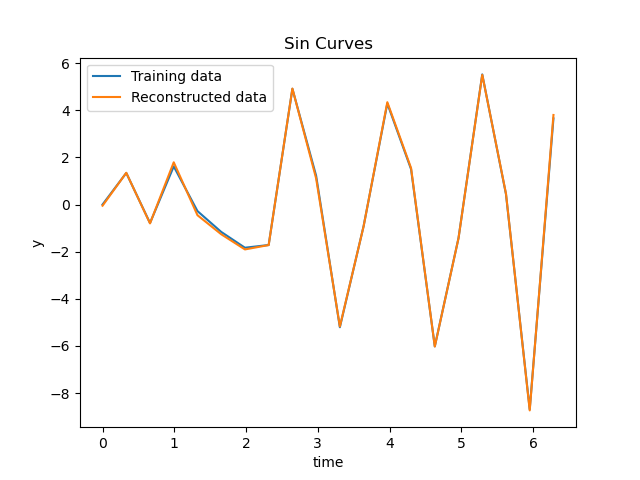 Sin Curves
Training data
Reconstructed data
6
4
2
0
−2
−4
−6
−8
y
0 1 2 3 4 5 6
time